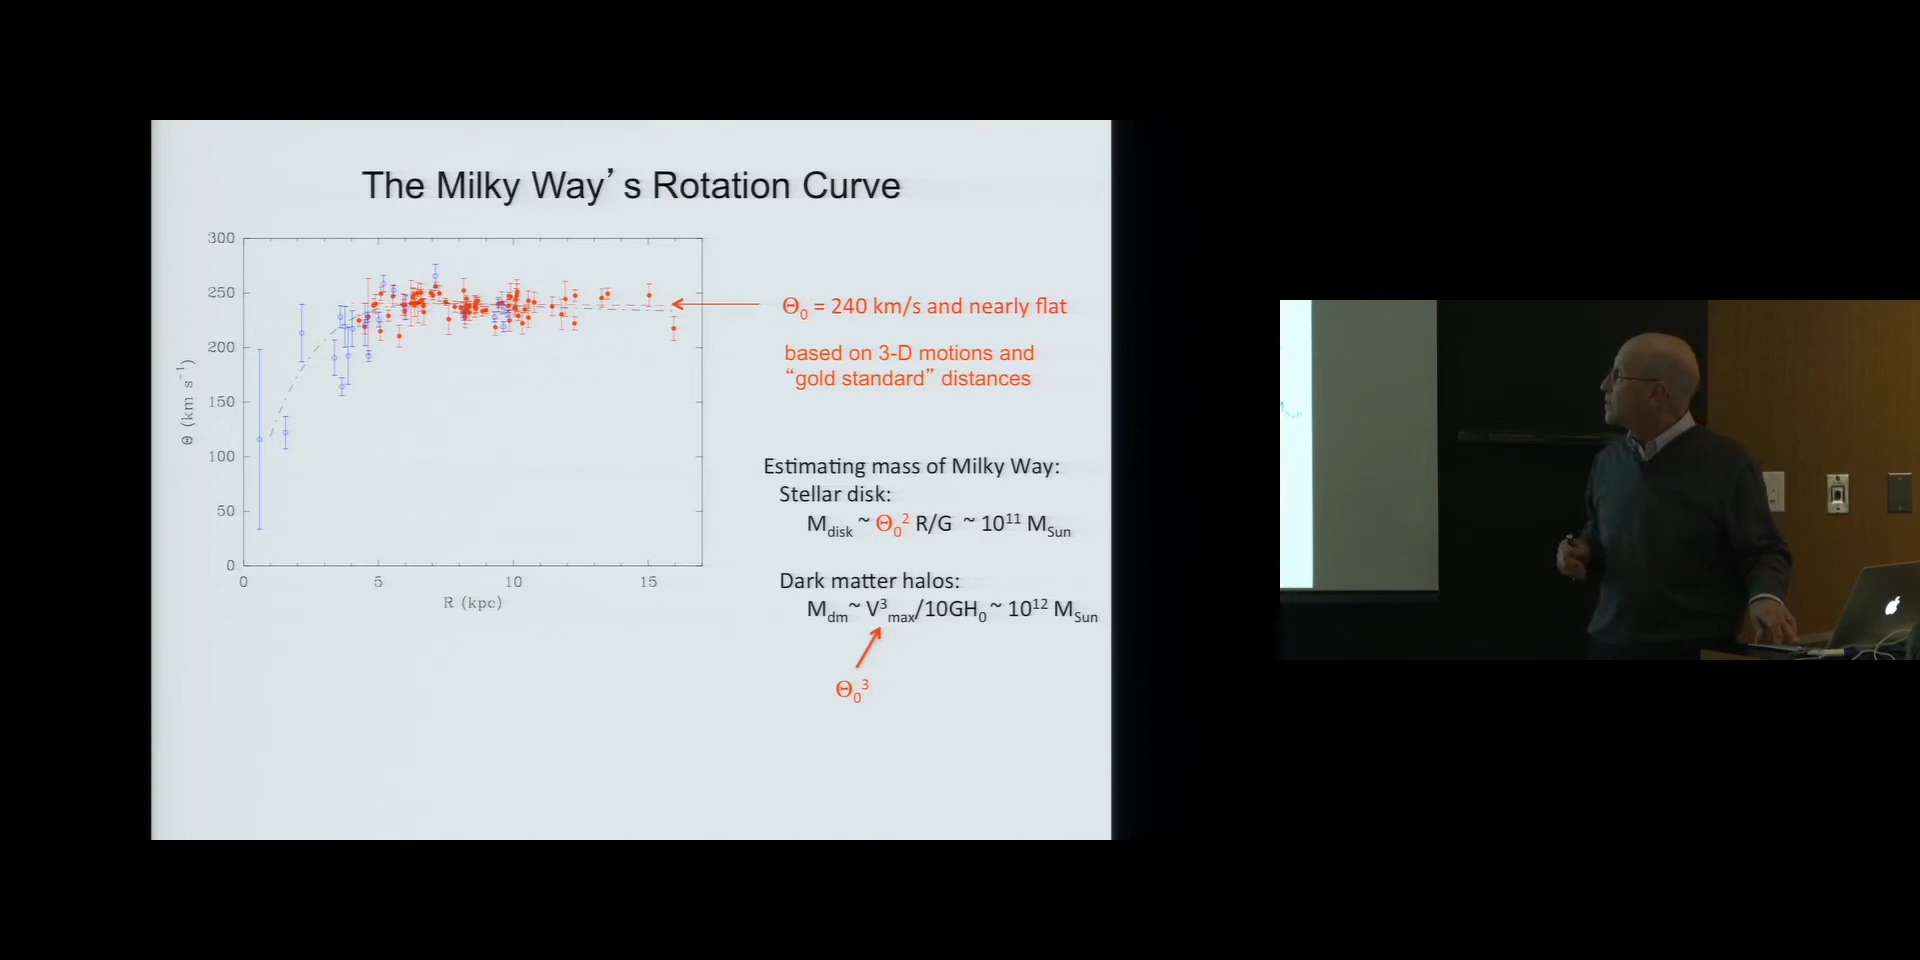 The Milky Way's Rotation Curve
300
250
200
150
100
50
0
Θ (km s⁻¹)
0 5 10 15
R (kpc)
Θ₀ = 240 km/s and nearly flat
based on 3-D motions and
“gold standard” distances
Estimating mass of Milky Way:
Stellar disk:
M_disk ~ Θ₀² R/G ~ 10¹¹ M_Sun
Dark matter halos:
M_dm ~ V³_max/10GH₀ ~ 10¹² M_Sun
Θ₀³
M_Sun